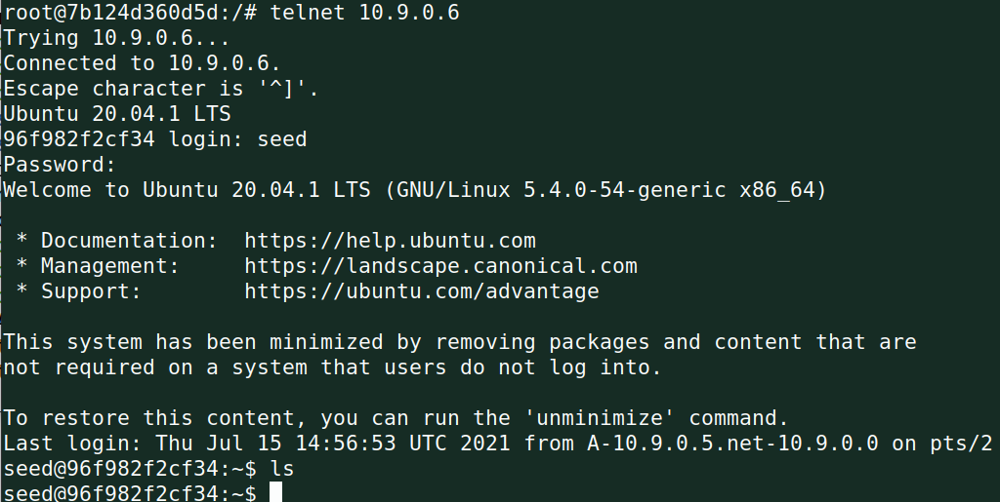 root@7b124d360d5d:/# telnet 10.9.0.6
Trying 10.9.0.6...
Connected to 10.9.0.6.
Escape character is '^]'.
Ubuntu 20.04.1 LTS
96f982f2cf34 login: seed
Password:
Welcome to Ubuntu 20.04.1 LTS (GNU/Linux 5.4.0-54-generic x86_64)

 * Documentation:  https://help.ubuntu.com
 * Management:     https://landscape.canonical.com
 * Support:        https://ubuntu.com/advantage

This system has been minimized by removing packages and content that are
not required on a system that users do not log into.

To restore this content, you can run the 'unminimize' command.
Last login: Thu Jul 15 14:56:53 UTC 2021 from A-10.9.0.5.net-10.9.0.0 on pts/2
seed@96f982f2cf34:~$ ls
seed@96f982f2cf34:~$